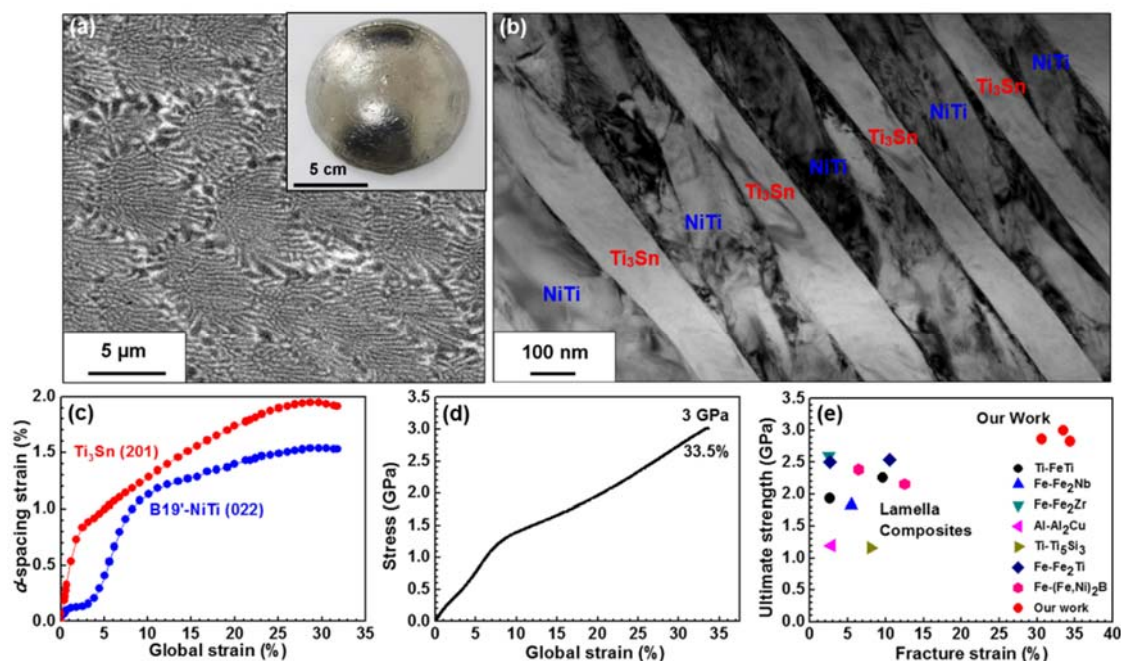 (a)
5 cm
5 µm
(b)
NiTi
Ti₃Sn
NiTi
Ti₃Sn
NiTi
Ti₃Sn
NiTi
Ti₃Sn
NiTi
100 nm
(c)
d-spacing strain (%)
2.0
1.5
1.0
0.5
0.0
Ti₃Sn (201)
B19'-NiTi (022)
0 5 10 15 20 25 30 35
Global strain (%)
(d)
Stress (GPa)
3.5
3.0
2.5
2.0
1.5
1.0
0.5
0.0
3 GPa
33.5%
0 5 10 15 20 25 30 35
Global strain (%)
(e)
Ultimate strength (GPa)
3.5
3.0
2.5
2.0
1.5
1.0
0.5
0.0
Our Work
Lamella
Composites
Ti-FeTi
Fe-Fe₂Nb
Fe-Fe₂Zr
Al-Al₂Cu
Ti-Ti₅Si₃
Fe-Fe₂Ti
Fe-(Fe,Ni)₂B
Our work
0 5 10 15 20 25 30 35 40
Fracture strain (%)